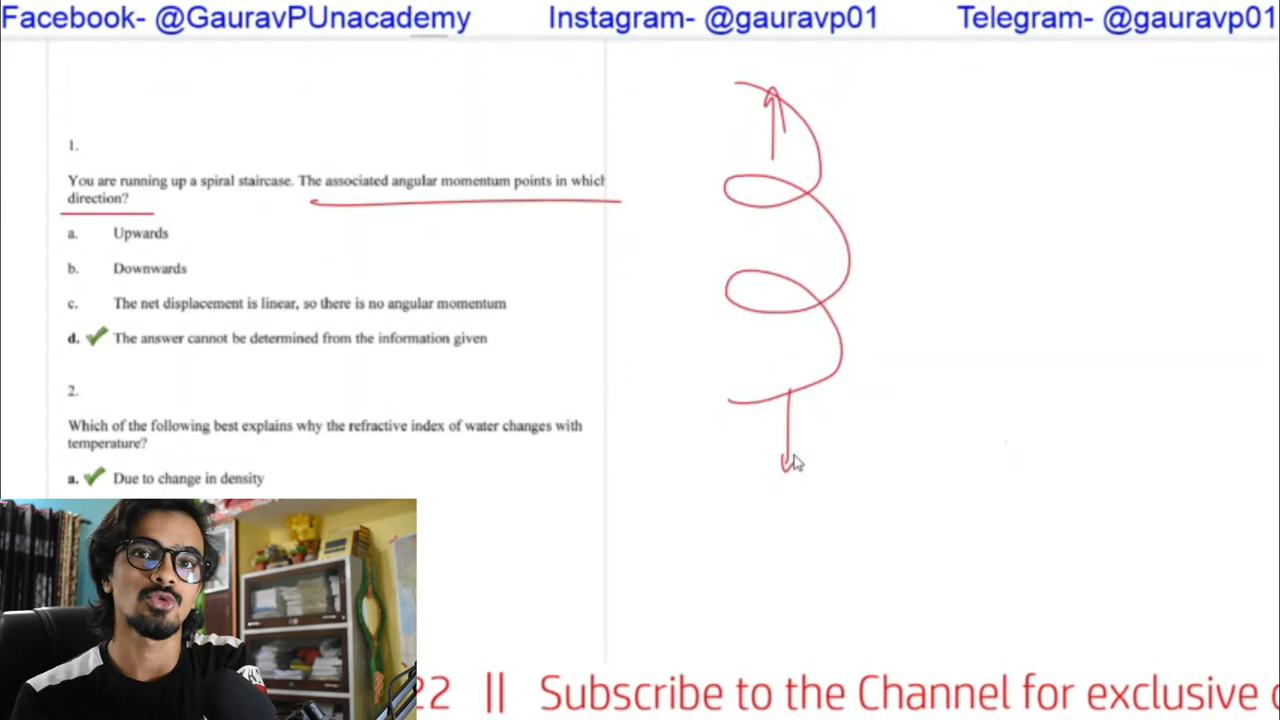 Facebook- @GauravPUnacademy Instagram- @gauravp01 Telegram- @gauravp01
1.
You are running up a spiral staircase. The associated angular momentum points in which
direction?
a. Upwards
b. Downwards
c. The net displacement is linear, so there is no angular momentum
d. The answer cannot be determined from the information given
2.
Which of the following best explains why the refractive index of water changes with
temperature?
a. Due to change in density
22 || Subscribe to the Channel for exclusive